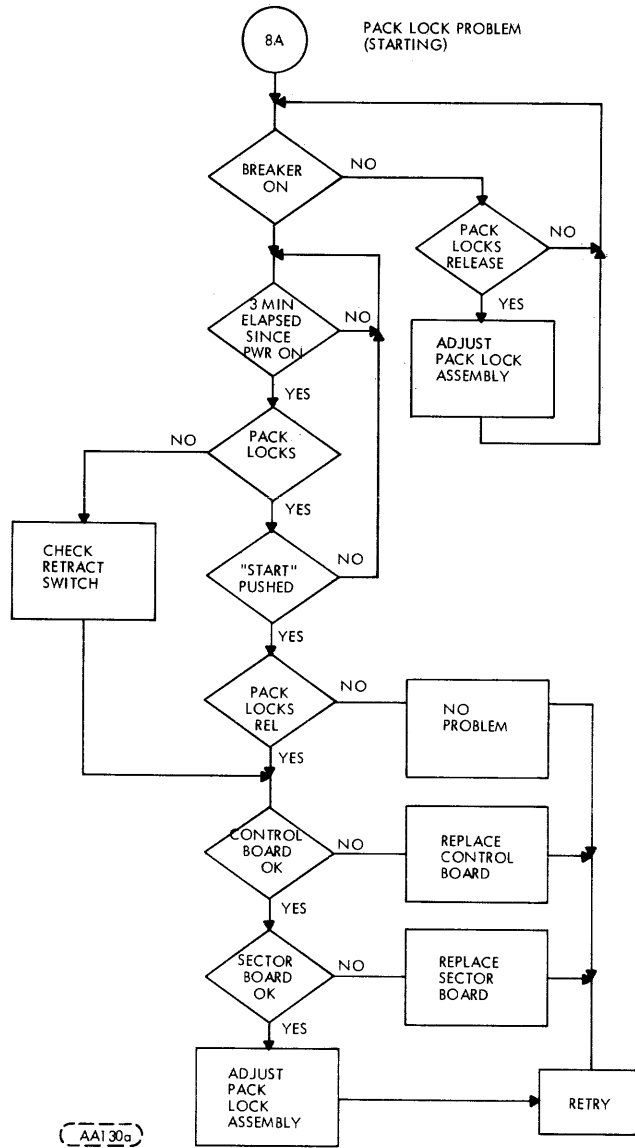 8A
PACK LOCK PROBLEM
(STARTING)
BREAKER
ON
NO
PACK
LOCKS
RELEASE
NO
YES
ADJUST
PACK LOCK
ASSEMBLY
3 MIN
ELAPSED
SINCE
PWR ON
NO
YES
PACK
LOCKS
NO
YES
CHECK
RETRACT
SWITCH
"START"
PUSHED
NO
YES
PACK
LOCKS
REL
NO
NO
PROBLEM
YES
CONTROL
BOARD
OK
NO
REPLACE
CONTROL
BOARD
YES
SECTOR
BOARD
OK
NO
REPLACE
SECTOR
BOARD
YES
ADJUST
PACK
LOCK
ASSEMBLY
RETRY
AA130a